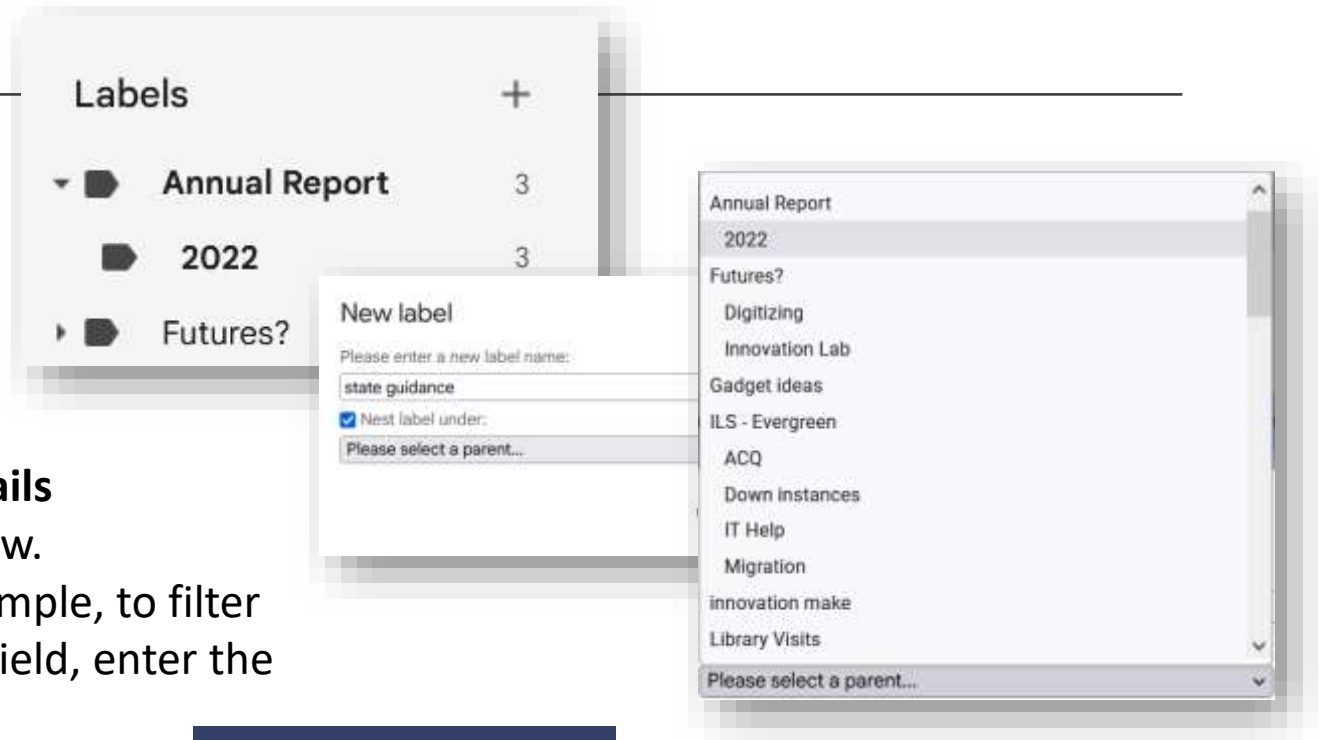 Labels +
Annual Report 3
2022 3
Futures?
New label
Please enter a new label name:
state guidance
Nest label under:
Please select a parent...
Annual Report
2022
Futures?
Digitizing
Innovation Lab
Gadget ideas
ILS - Evergreen
ACQ
Down instances
IT Help
Migration
innovation make
Library Visits
Please select a parent...
ails
w.
mple, to filter
ield, enter the